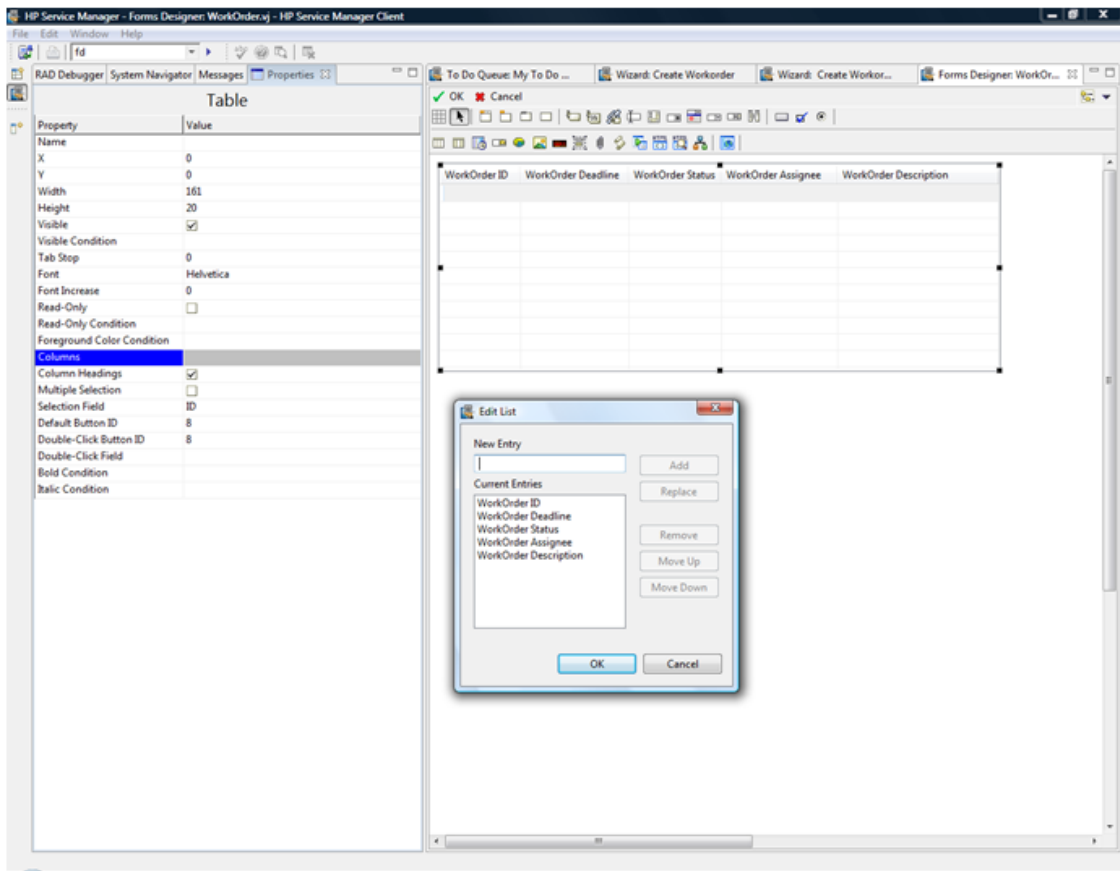 HP Service Manager - Forms Designer: WorkOrder.vj - HP Service Manager Client
File Edit Window Help
fd
RAD Debugger System Navigator Messages Properties
To Do Queue: My To Do ... Wizard: Create Workorder Wizard: Create Workor... Forms Designer: WorkOr...
Table
OK Cancel
Property Value
Name
X 0
Y 0
Width 161
Height 20
Visible
Visible Condition
Tab Stop 0
Font Helvetica
Font Increase 0
Read-Only
Read-Only Condition
Foreground Color Condition
Columns
Column Headings
Multiple Selection
Selection Field ID
Default Button ID 8
Double-Click Button ID 8
Double-Click Field
Bold Condition
Italic Condition
WorkOrder ID WorkOrder Deadline WorkOrder Status WorkOrder Assignee WorkOrder Description
Edit List
New Entry
Add
Current Entries
Replace
WorkOrder ID
WorkOrder Deadline
WorkOrder Status
WorkOrder Assignee
WorkOrder Description
Remove
Move Up
Move Down
OK Cancel